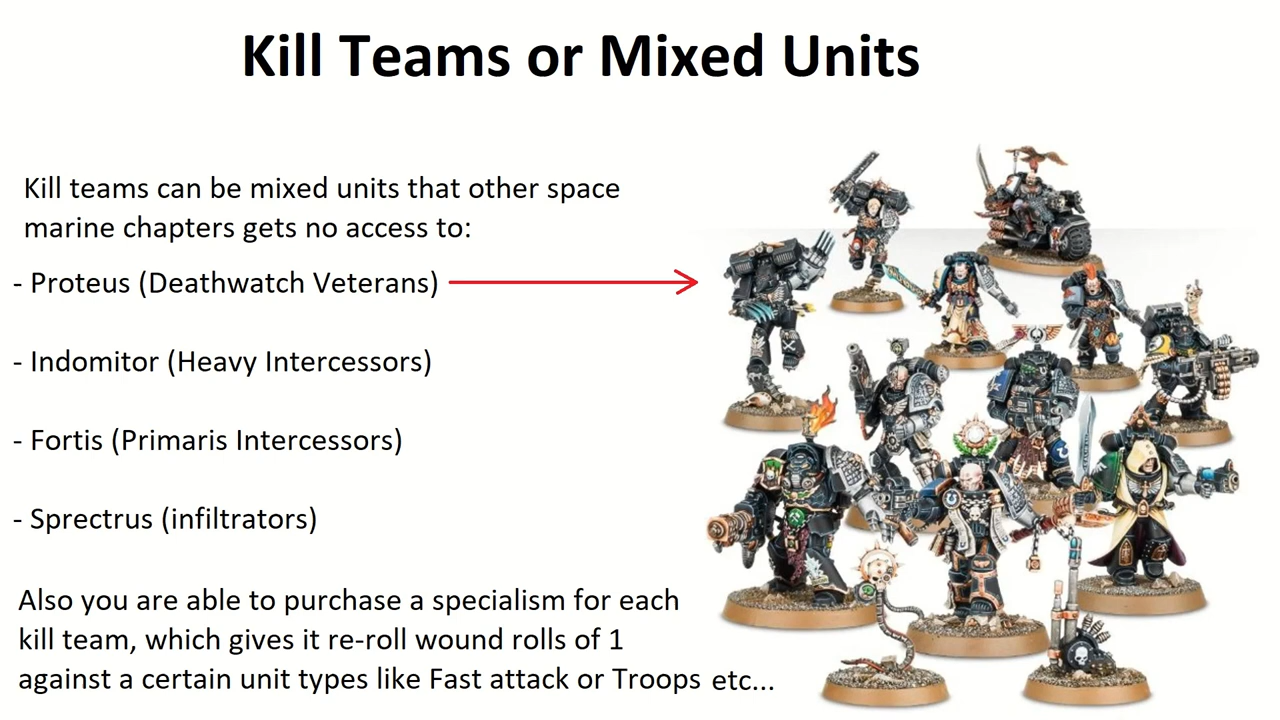 Kill Teams or Mixed Units
Kill teams can be mixed units that other space
marine chapters gets no access to:
- Proteus (Deathwatch Veterans)
- Indomitor (Heavy Intercessors)
- Fortis (Primaris Intercessors)
- Sprectrus (infiltrators)
Also you are able to purchase a specialism for each
kill team, which gives it re-roll wound rolls of 1
against a certain unit types like Fast attack or Troops etc...